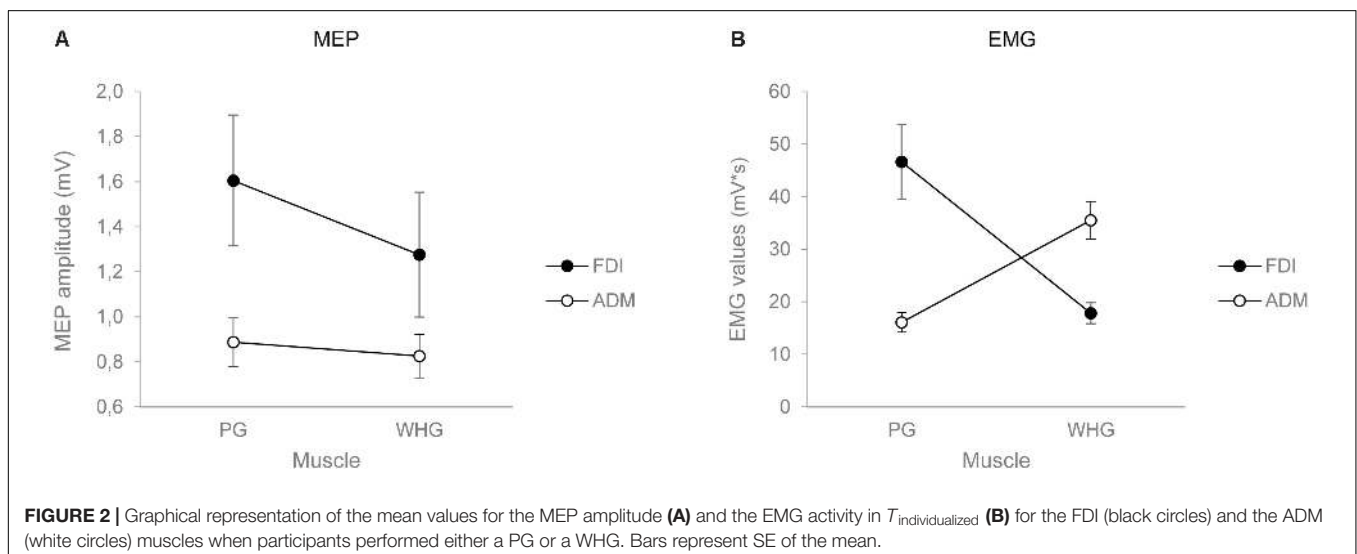 A MEP
2,0
1,8
1,6
1,4
1,2
1,0
0,8
0,6
MEP amplitude (mV)
PG WHG
Muscle
FDI
ADM
B EMG
60
50
40
30
20
10
0
EMG values (mV*s)
PG WHG
Muscle
FDI
ADM
FIGURE 2 | Graphical representation of the mean values for the MEP amplitude (A) and the EMG activity in Tindividualized (B) for the FDI (black circles) and the ADM
(white circles) muscles when participants performed either a PG or a WHG. Bars represent SE of the mean.